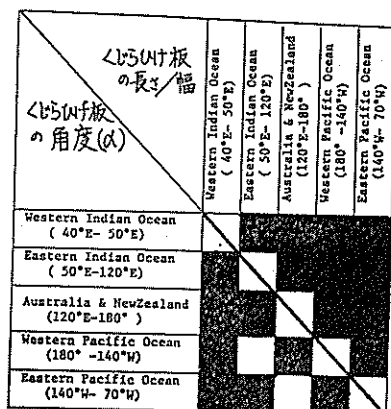 くじらひげ板
の長さ/幅
くじらひげ板
の角度(α)
Western Indian Ocean
( 40°E- 50°E)
Eastern Indian Ocean
( 50°E- 120°E)
Australia & NewZealand
(120°E-180° )
Western Pacific Ocean
(180° -140°W)
Eastern Pacific Ocean
(140°W- 70°W)
Western Indian Ocean
( 40°E- 50°E)
Eastern Indian Ocean
( 50°E-120°E)
Australia & NewZealand
(120°E-180° )
Western Pacific Ocean
(180° -140°W)
Eastern Pacific Ocean
(140°W- 70°W)